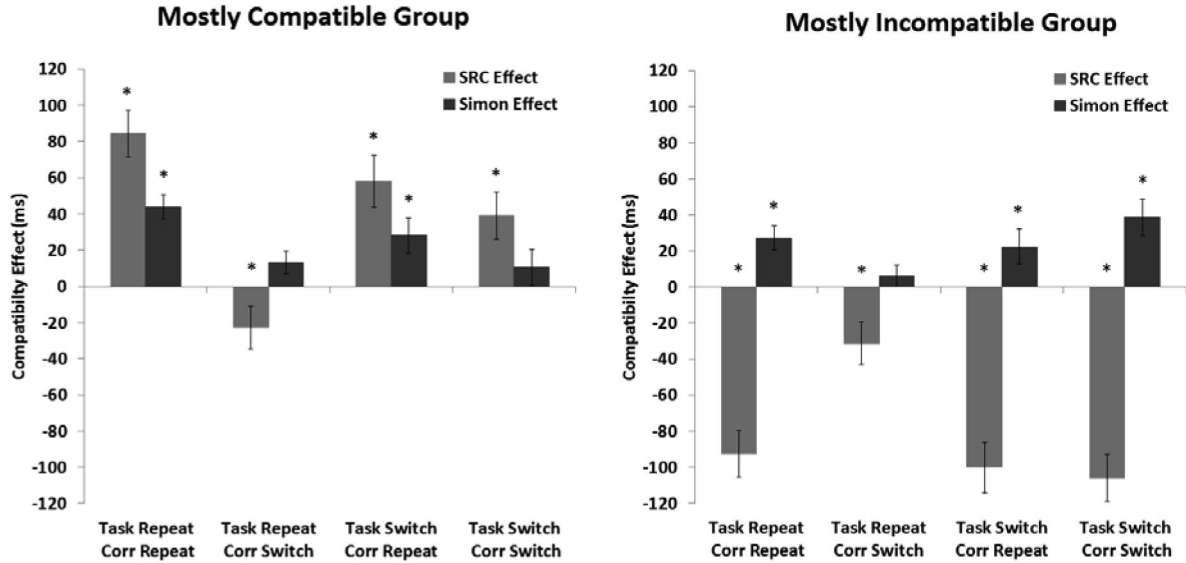 Mostly Compatible Group
120
100
80
60
40
20
0
-20
-40
-60
-80
-100
-120
Compatibilty Effect (ms)
SRC Effect
Simon Effect
*
*
*
*
*
*
Task Repeat
Corr Repeat
Task Repeat
Corr Switch
Task Switch
Corr Repeat
Task Switch
Corr Switch
Mostly Incompatible Group
120
100
80
60
40
20
0
-20
-40
-60
-80
-100
-120
Compatibilty Effect (ms)
SRC Effect
Simon Effect
*
*
*
*
*
*
*
Task Repeat
Corr Repeat
Task Repeat
Corr Switch
Task Switch
Corr Repeat
Task Switch
Corr Switch